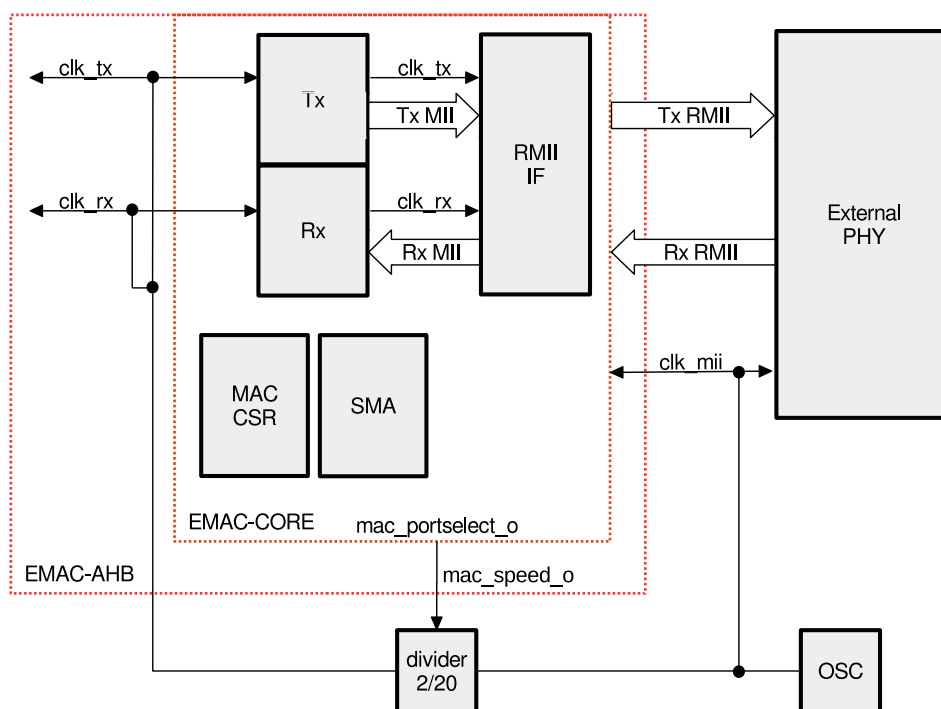 clk_tx
Tx
clk_tx
Tx MII
RMII
IF
Tx RMII
External
PHY
clk_rx
Rx
clk_rx
Rx MII
Rx RMII
MAC
CSR
SMA
clk_mii
EMAC-CORE
mac_portselect_o
EMAC-AHB
mac_speed_o
divider
2/20
OSC